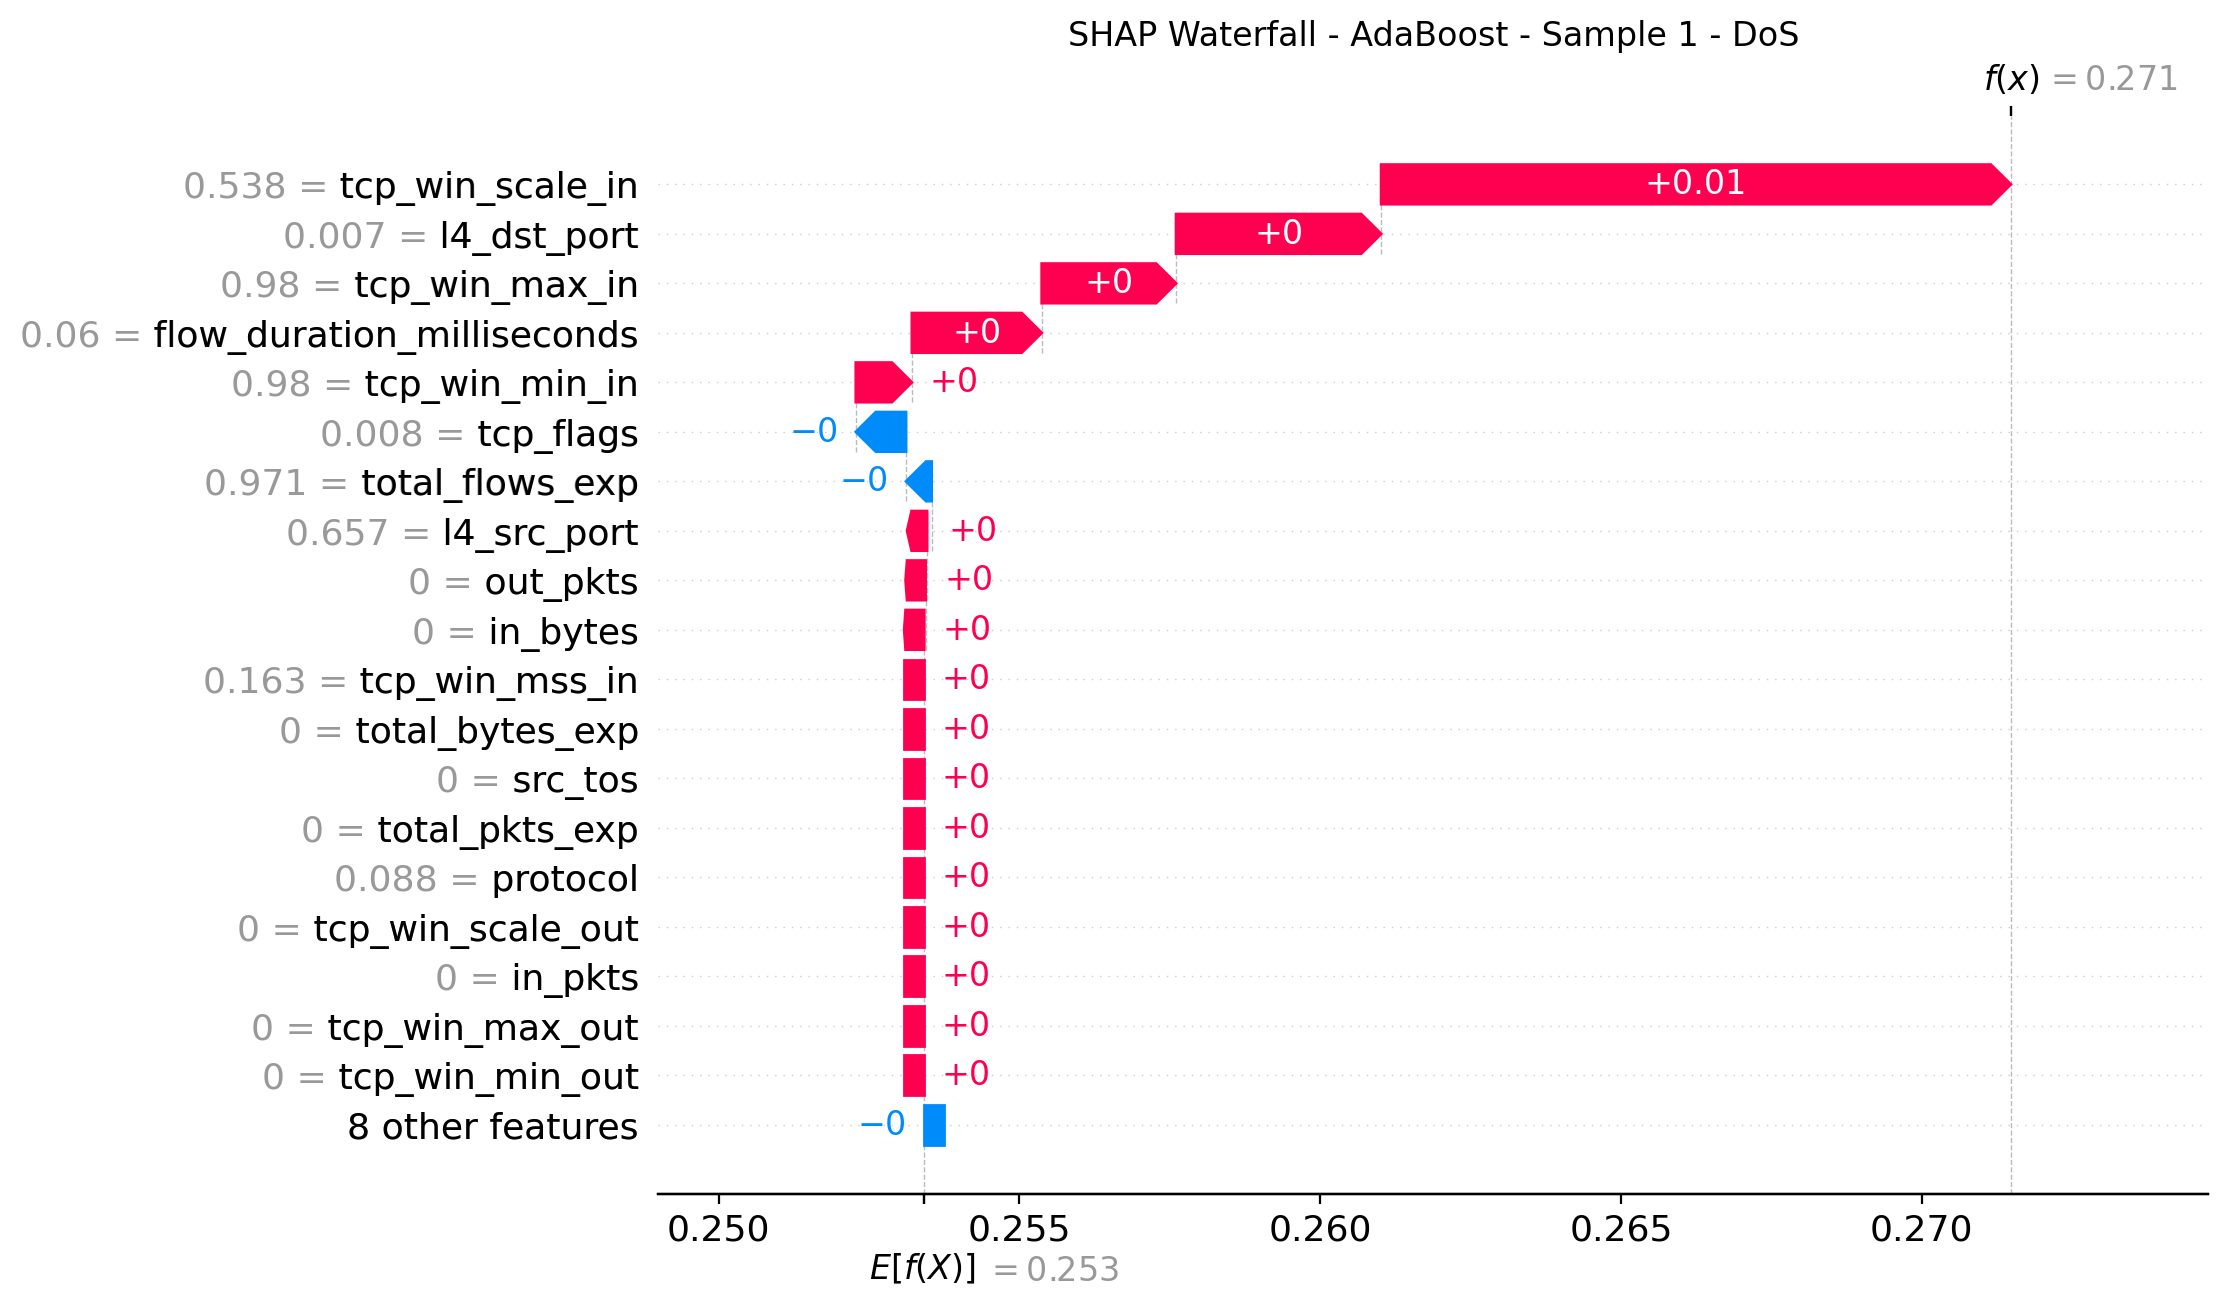 SHAP Waterfall - AdaBoost - Sample 1 - DoS
f(x) = 0.271
0.538 = tcp_win_scale_in +0.01
0.007 = l4_dst_port +0
0.98 = tcp_win_max_in +0
0.06 = flow_duration_milliseconds +0
0.98 = tcp_win_min_in +0
0.008 = tcp_flags −0
0.971 = total_flows_exp −0
0.657 = l4_src_port +0
0 = out_pkts +0
0 = in_bytes +0
0.163 = tcp_win_mss_in +0
0 = total_bytes_exp +0
0 = src_tos +0
0 = total_pkts_exp +0
0.088 = protocol +0
0 = tcp_win_scale_out +0
0 = in_pkts +0
0 = tcp_win_max_out +0
0 = tcp_win_min_out +0
8 other features −0
0.250 0.255 0.260 0.265 0.270
E[f(X)] = 0.253